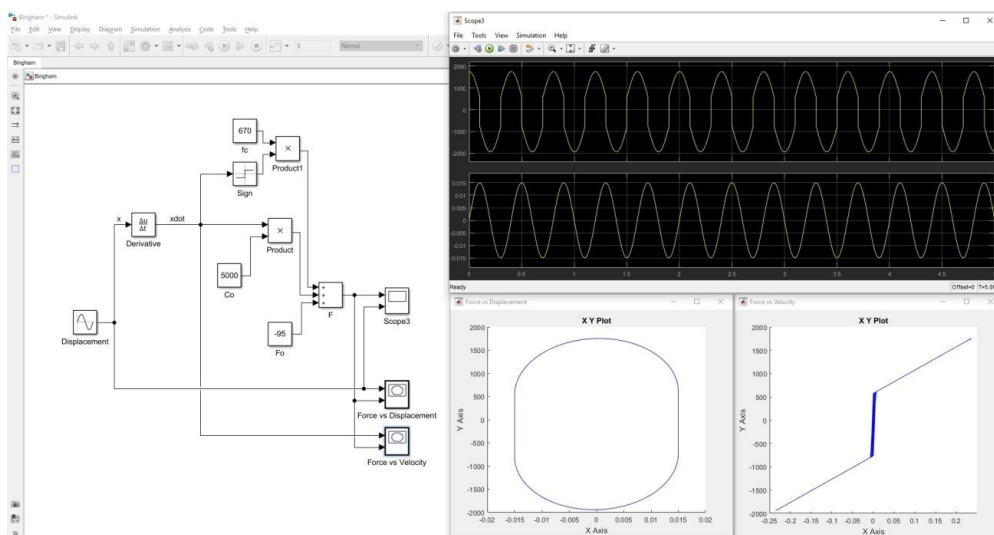 Bingham * - Simulink
File Edit View Display Diagram Simulation Analysis Code Tools Help
5
Normal
Bingham
Bingham
670
fc
×
Product1
Sign
x
Δu
Δt
Derivative
xdot
×
Product
5000
Co
+
+
+
F
-95
Fo
Displacement
Scope3
Force vs Displacement
Force vs Velocity
Scope3
File Tools View Simulation Help
2000
1000
0
-1000
-2000
0.015
0.01
0.005
0
-0.005
-0.01
-0.015
0 0.5 1 1.5 2 2.5 3 3.5 4 4.5
Ready
Offset=0 T=5.0
Force vs Displacement
X Y Plot
Y Axis
2000
1500
1000
500
0
-500
-1000
-1500
-2000
-0.02 -0.015 -0.01 -0.005 0 0.005 0.01 0.015 0.02
X Axis
Force vs Velocity
X Y Plot
Y Axis
2000
1500
1000
500
0
-500
-1000
-1500
-2000
-0.25 -0.2 -0.15 -0.1 -0.05 0 0.05 0.1 0.15 0.2
X Axis